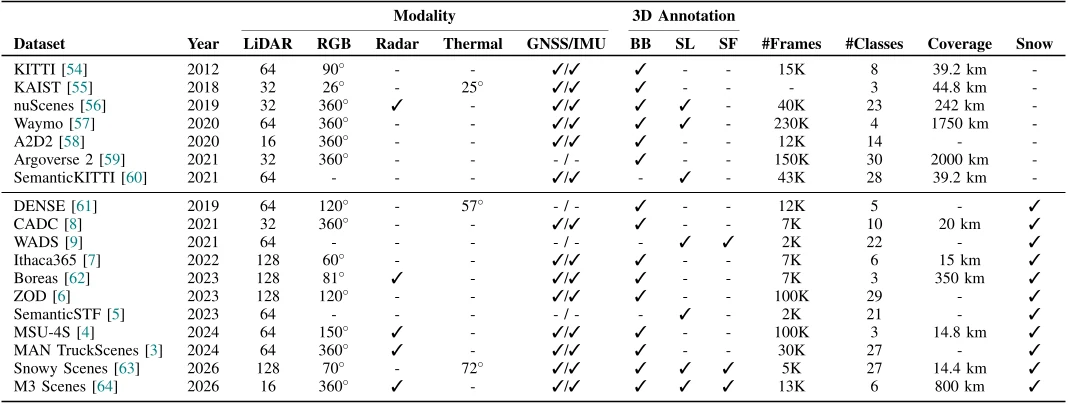 Modality 3D Annotation
Dataset Year LiDAR RGB Radar Thermal GNSS/IMU BB SL SF #Frames #Classes Coverage Snow
KITTI [54] 2012 64 90° - - ✓/✓ ✓ - - 15K 8 39.2 km -
KAIST [55] 2018 32 26° - 25° ✓/✓ ✓ - - - 3 44.8 km -
nuScenes [56] 2019 32 360° ✓ - ✓/✓ ✓ ✓ - 40K 23 242 km -
Waymo [57] 2020 64 360° - - ✓/✓ ✓ ✓ - 230K 4 1750 km -
A2D2 [58] 2020 16 360° - - ✓/✓ ✓ - - 12K 14 - -
Argoverse 2 [59] 2021 32 360° - - - / - ✓ - - 150K 30 2000 km -
SemanticKITTI [60] 2021 64 - - - ✓/✓ - ✓ - 43K 28 39.2 km -
DENSE [61] 2019 64 120° - 57° - / - ✓ - - 12K 5 - ✓
CADC [8] 2021 32 360° - - ✓/✓ ✓ - - 7K 10 20 km ✓
WADS [9] 2021 64 - - - - / - - ✓ ✓ 2K 22 - ✓
Ithaca365 [7] 2022 128 60° - - ✓/✓ ✓ - - 7K 6 15 km ✓
Boreas [62] 2023 128 81° ✓ - ✓/✓ ✓ - - 7K 3 350 km ✓
ZOD [6] 2023 128 120° - - ✓/✓ ✓ - - 100K 29 - ✓
SemanticSTF [5] 2023 64 - - - - / - - ✓ - 2K 21 - ✓
MSU-4S [4] 2024 64 150° ✓ - ✓/✓ ✓ - - 100K 3 14.8 km ✓
MAN TruckScenes [3] 2024 64 360° ✓ - ✓/✓ ✓ - - 30K 27 - ✓
Snowy Scenes [63] 2026 128 70° - 72° ✓/✓ ✓ ✓ ✓ 5K 27 14.4 km ✓
M3 Scenes [64] 2026 16 360° ✓ - ✓/✓ ✓ ✓ ✓ 13K 6 800 km ✓